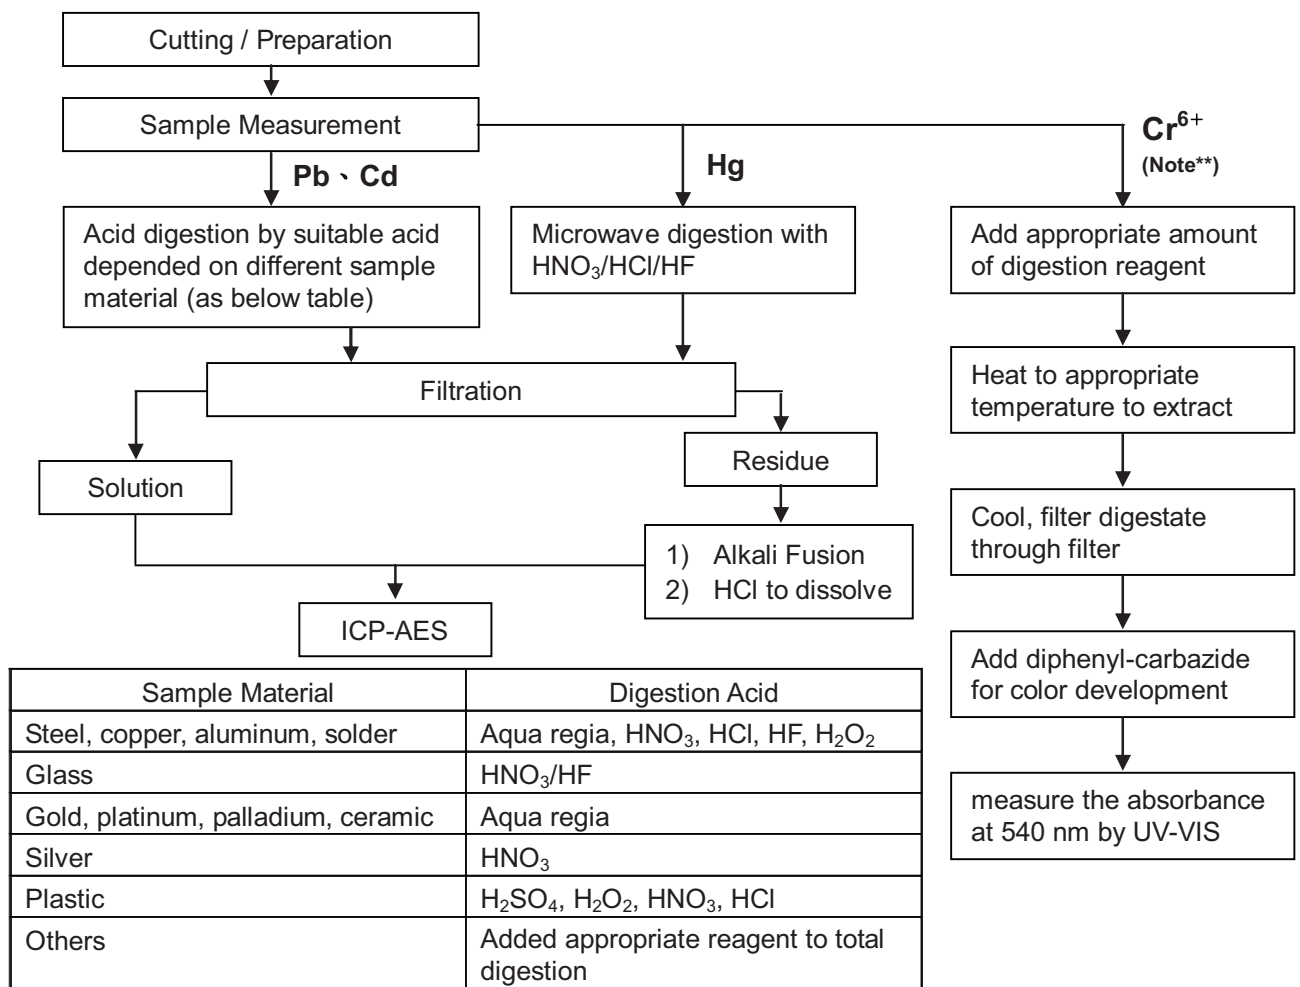 Cutting / Preparation
Sample Measurement
Pb、Cd
Hg
Cr⁶⁺
(Note**)
Acid digestion by suitable acid
depended on different sample
material (as below table)
Microwave digestion with
HNO₃/HCl/HF
Add appropriate amount
of digestion reagent
Filtration
Heat to appropriate
temperature to extract
Solution
Residue
1) Alkali Fusion
2) HCl to dissolve
Cool, filter digestate
through filter
ICP-AES
Add diphenyl-carbazide
for color development
measure the absorbance
at 540 nm by UV-VIS
Sample Material Digestion Acid
Steel, copper, aluminum, solder Aqua regia, HNO₃, HCl, HF, H₂O₂
Glass HNO₃/HF
Gold, platinum, palladium, ceramic Aqua regia
Silver HNO₃
Plastic H₂SO₄, H₂O₂, HNO₃, HCl
Others Added appropriate reagent to total
digestion